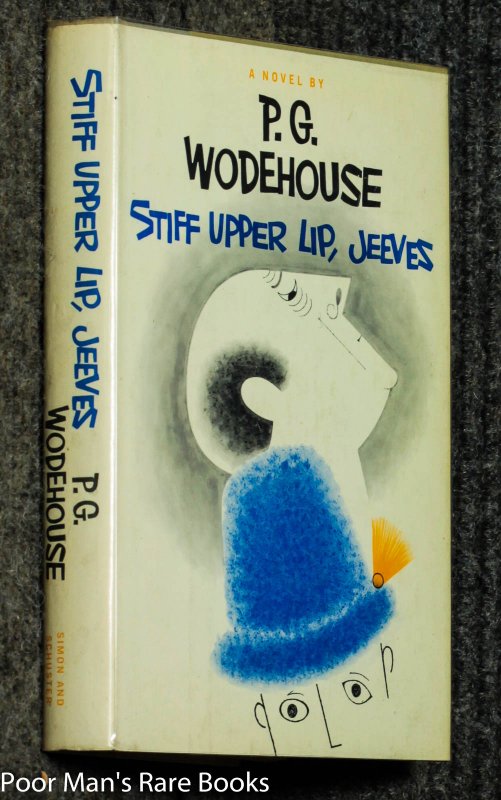 A NOVEL BY
P.G.
WODEHOUSE
STIFF UPPER LIP, JEEVES
STIFF UPPER LIP, JEEVES
P.G.
WODEHOUSE
SIMON AND
SCHUSTER
Poor Man's Rare Books